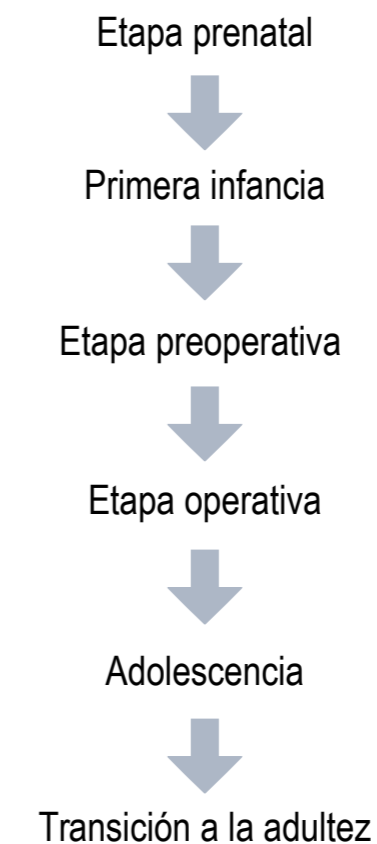 Etapa prenatal
Primera infancia
Etapa preoperativa
Etapa operativa
Adolescencia
Transición a la adultez